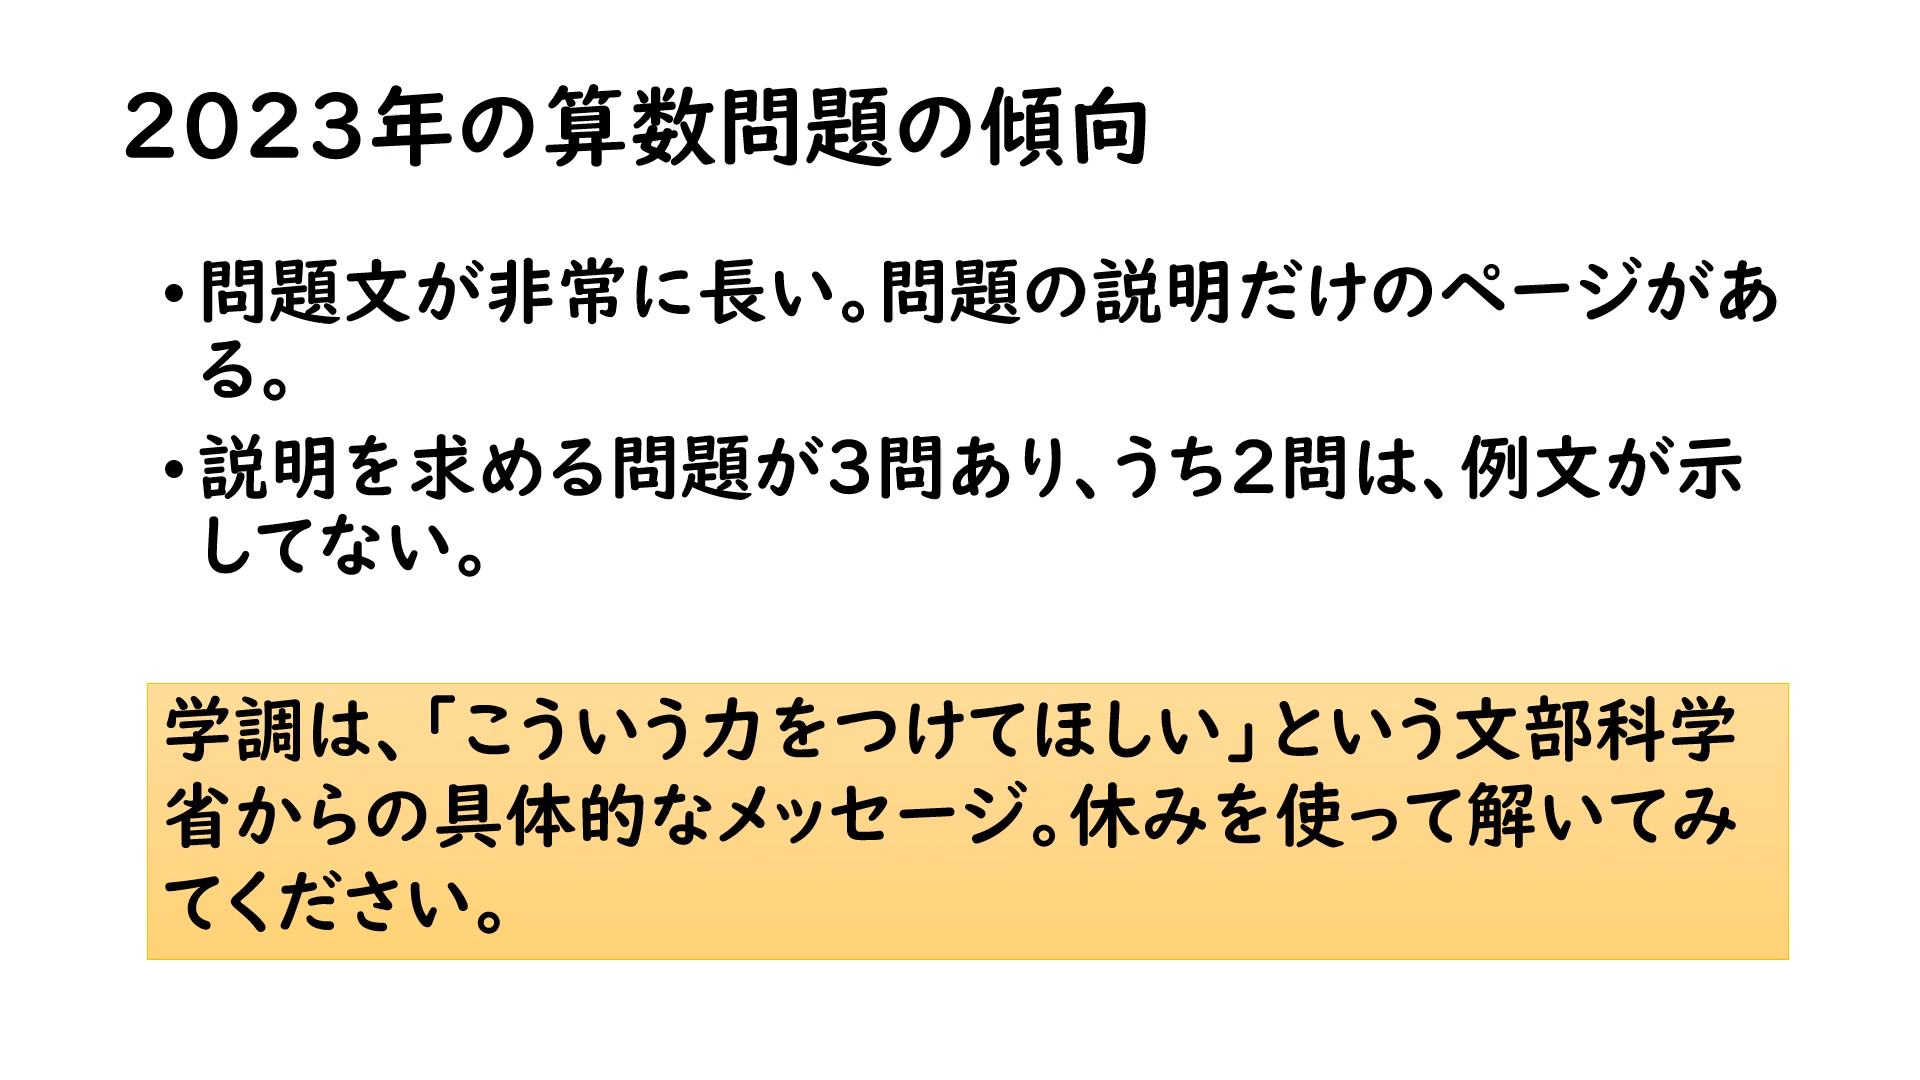 2023年の算数問題の傾向
・問題文が非常に長い。問題の説明だけのページがあ
る。
・説明を求める問題が3問あり、うち2問は、例文が示
してない。
学調は、「こういう力をつけてほしい」という文部科学
省からの具体的なメッセージ。休みを使って解いてみ
てください。